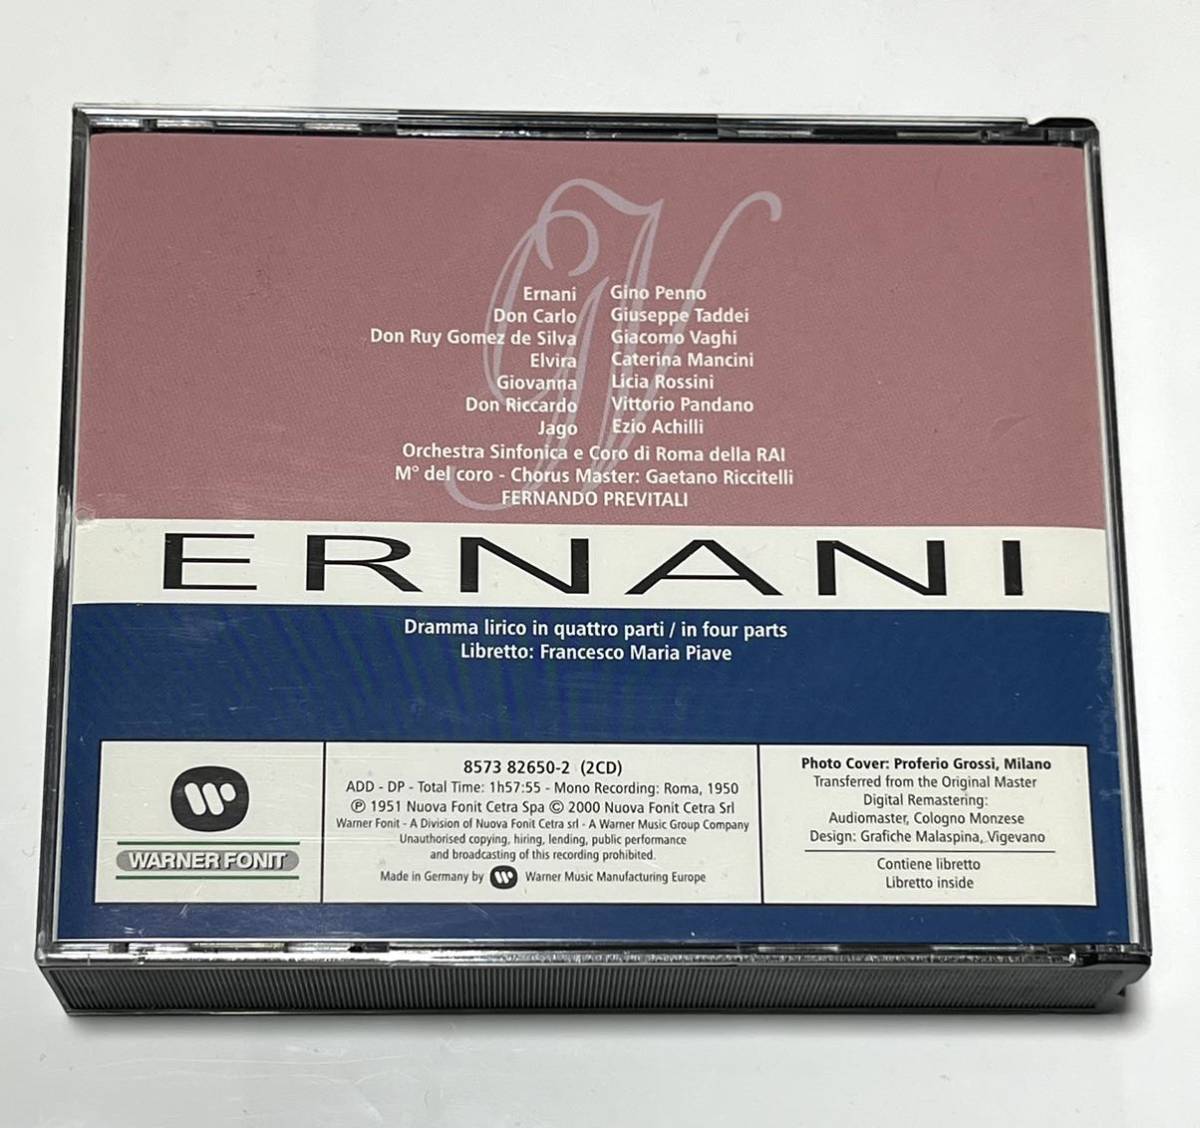 GV
Ernani Gino Penno
Don Carlo Giuseppe Taddei
Don Ruy Gomez de Silva Giacomo Vaghi
Elvira Caterina Mancini
Giovanna Licia Rossini
Don Riccardo Vittorio Pandano
Jago Ezio Achilli
Orchestra Sinfonica e Coro di Roma della RAI
M° del coro - Chorus Master: Gaetano Riccitelli
FERNANDO PREVITALI
ERNANI
Dramma lirico in quattro parti / in four parts
Libretto: Francesco Maria Piave
WARNER FONIT
8573 82650-2 (2CD)
ADD - DP - Total Time: 1h57:55 - Mono Recording: Roma, 1950
℗ 1951 Nuova Fonit Cetra Spa © 2000 Nuova Fonit Cetra Srl
Warner Fonit - A Division of Nuova Fonit Cetra srl - A Warner Music Group Company
Unauthorised copying, hiring, lending, public performance
and broadcasting of this recording prohibited.
Made in Germany by Warner Music Manufacturing Europe
Photo Cover: Proferio Grossi, Milano
Transferred from the Original Master
Digital Remastering:
Audiomaster, Cologno Monzese
Design: Grafiche Malaspina, Vigevano
Contiene libretto
Libretto inside